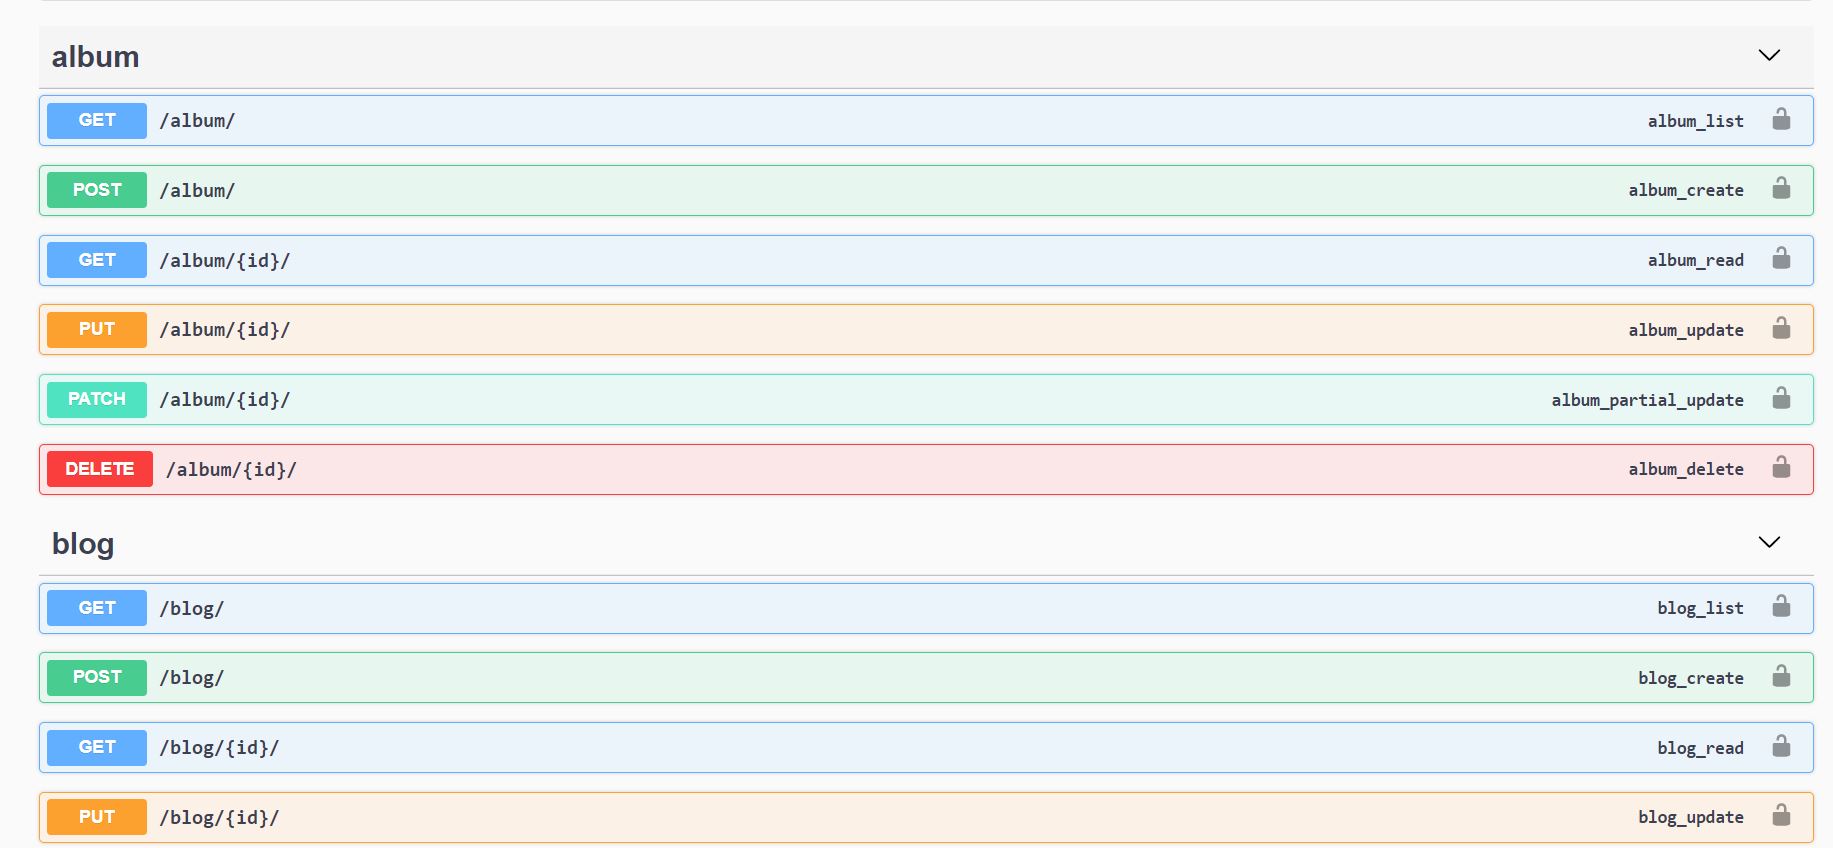 album
GET /album/ album_list
POST /album/ album_create
GET /album/{id}/ album_read
PUT /album/{id}/ album_update
PATCH /album/{id}/ album_partial_update
DELETE /album/{id}/ album_delete
blog
GET /blog/ blog_list
POST /blog/ blog_create
GET /blog/{id}/ blog_read
PUT /blog/{id}/ blog_update